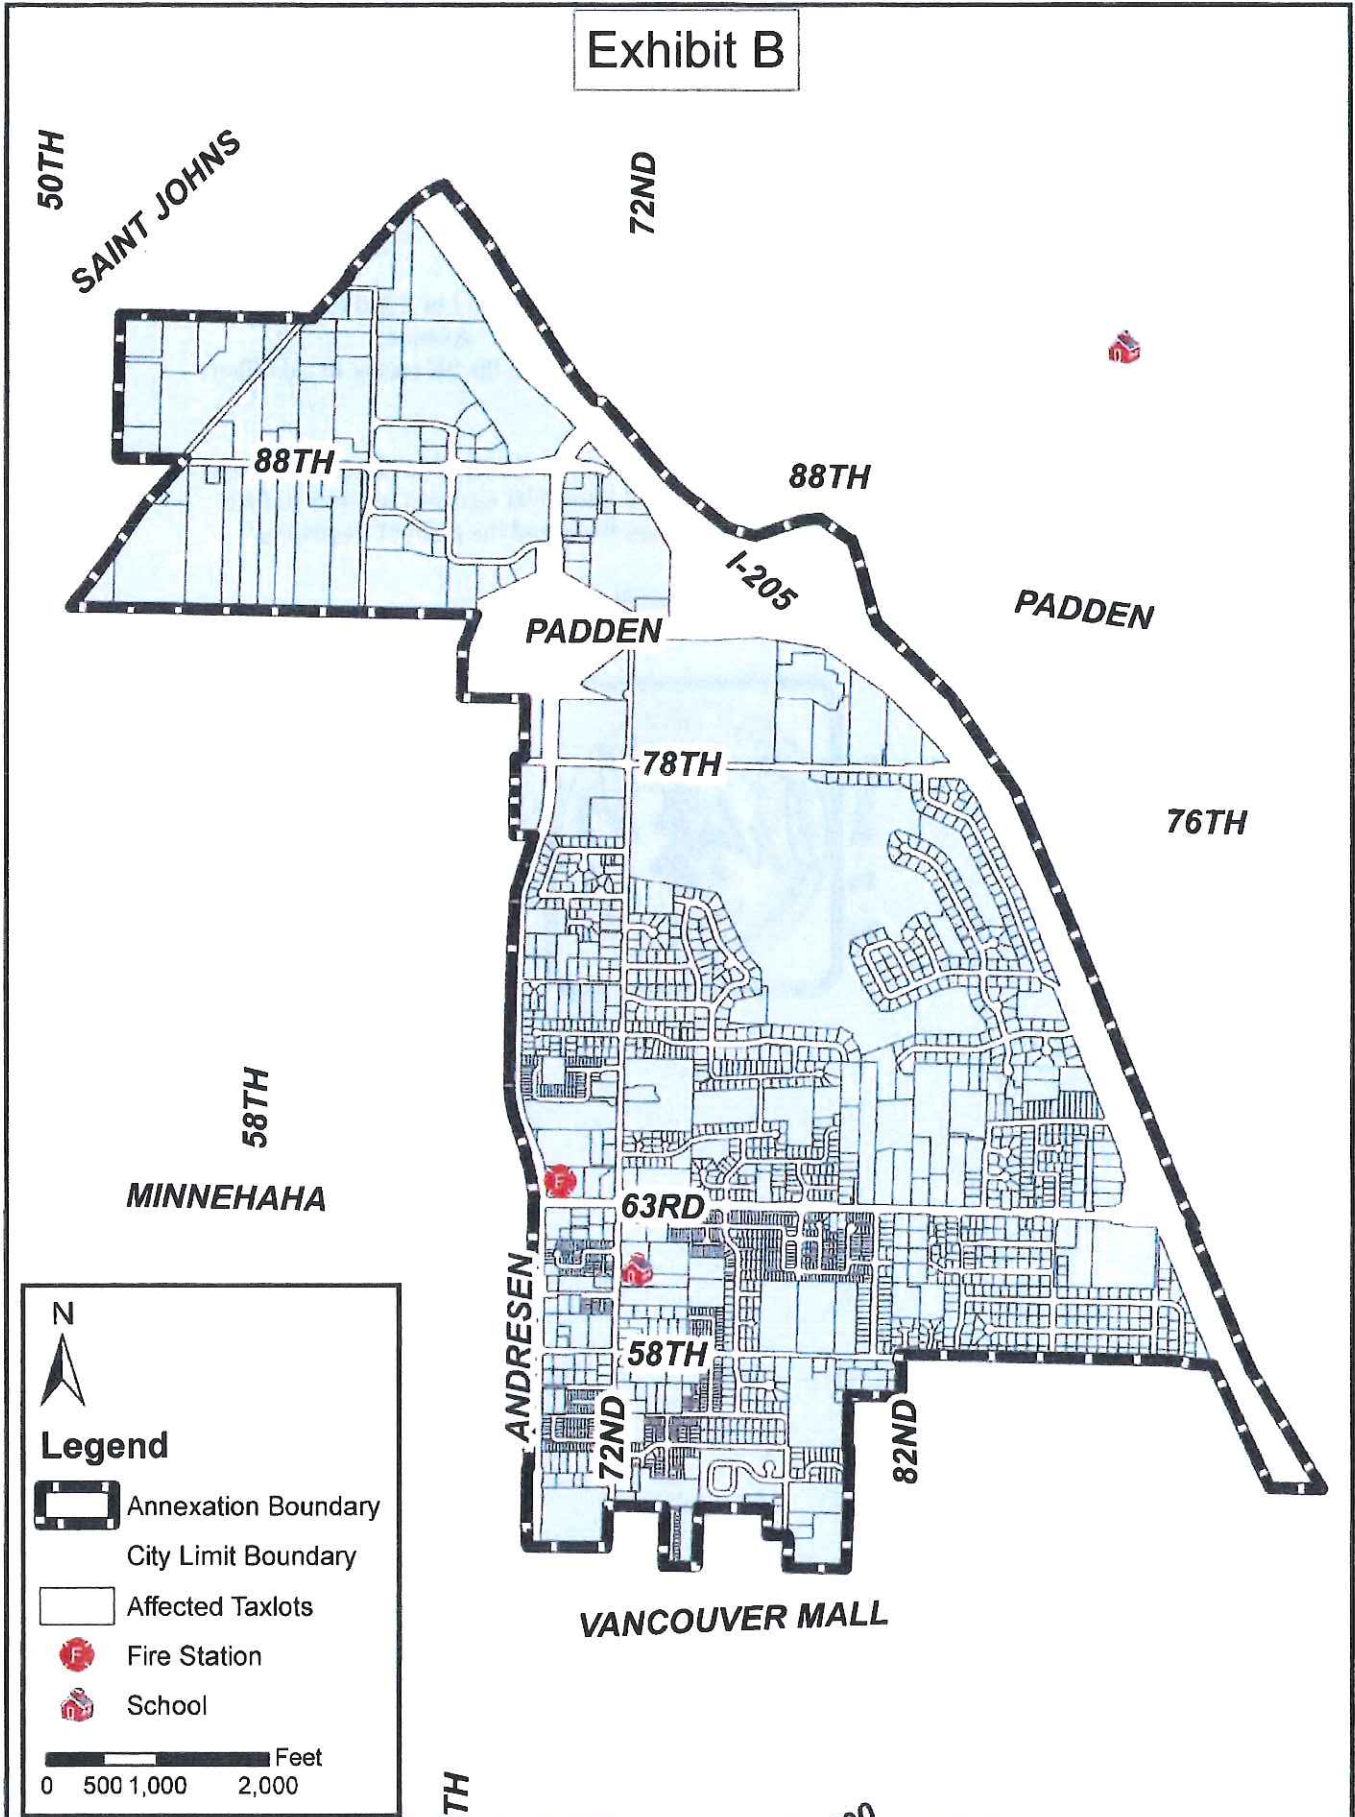 Exhibit B
50TH
SAINT JOHNS
72ND
88TH
88TH
I-205
PADDEN
PADDEN
78TH
76TH
58TH
MINNEHAHA
63RD
ANDRESEN
58TH
72ND
82ND
VANCOUVER MALL
N
Legend
Annexation Boundary
City Limit Boundary
Affected Taxlots
F
Fire Station
School
Feet
0 500 1,000 2,000
TH
F